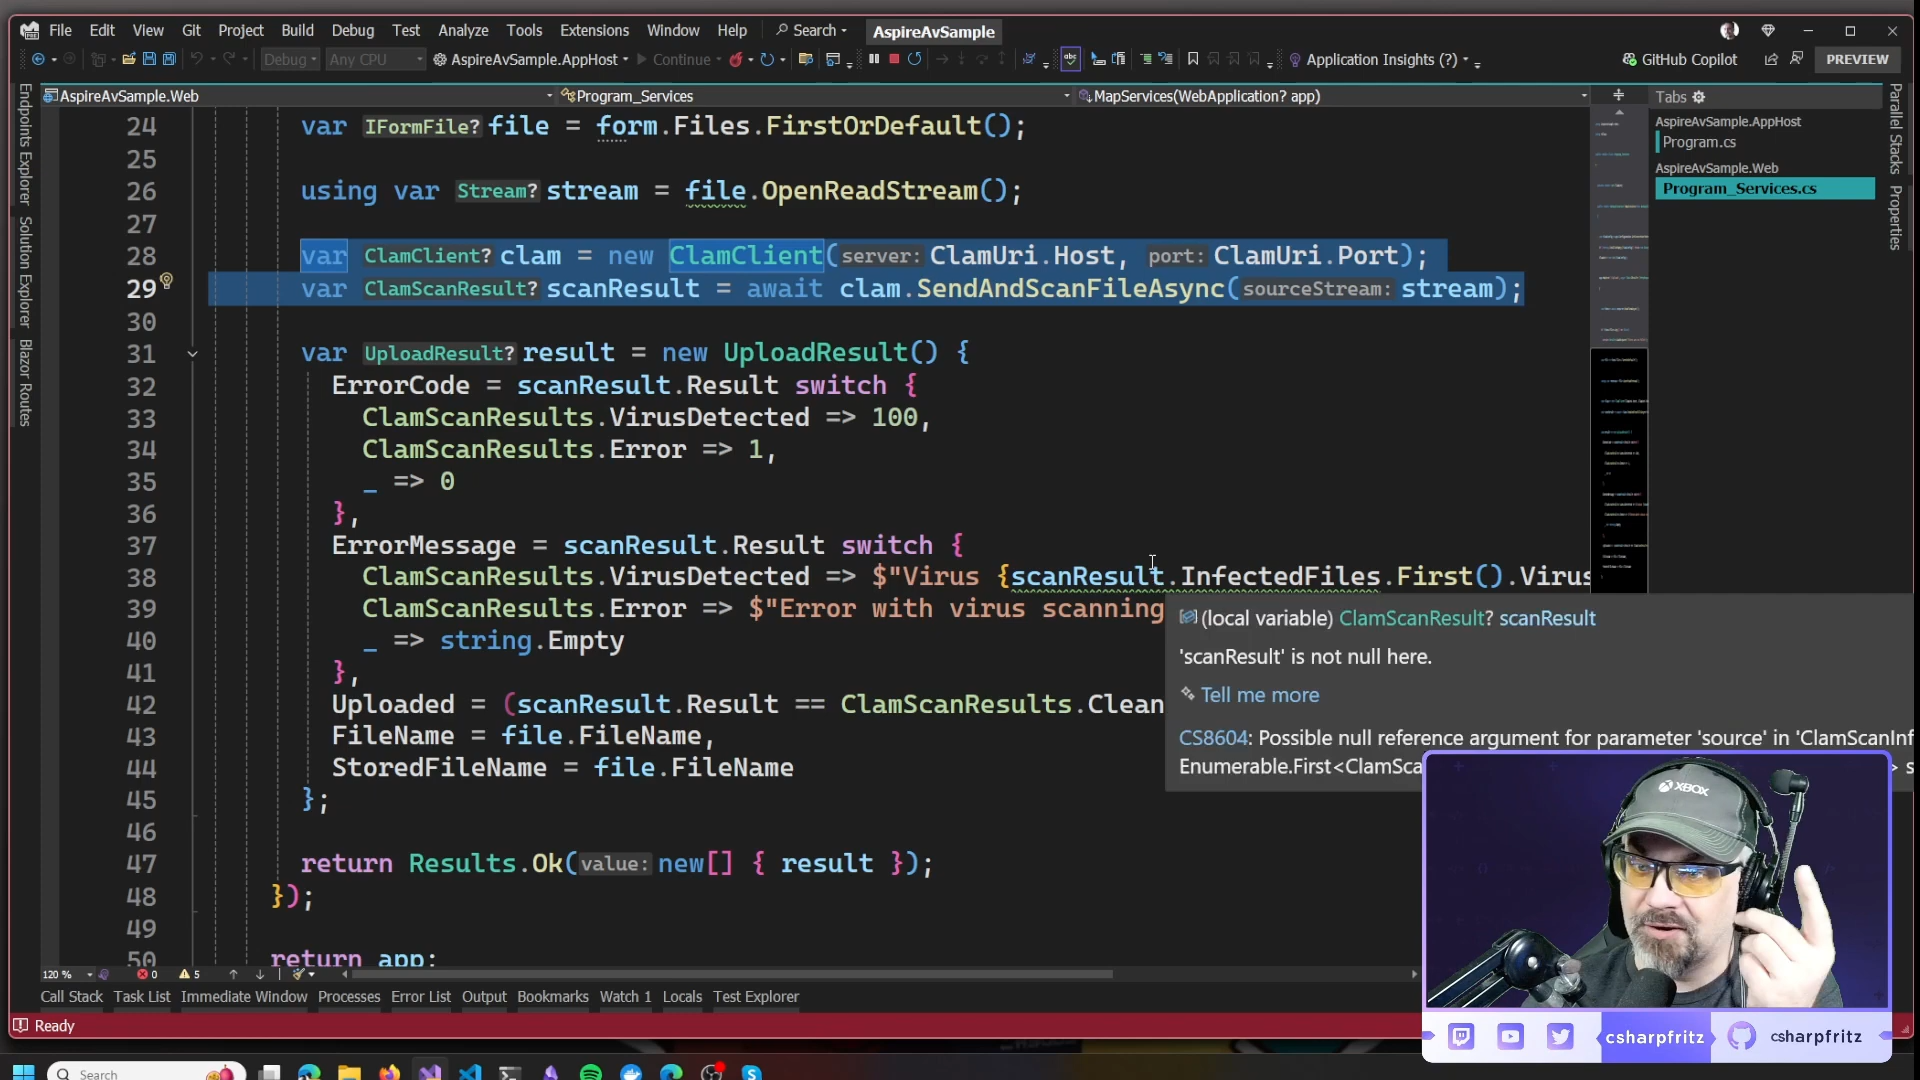 File Edit View Git Project Build Debug Test Analyze Tools Extensions Window Help Search AspireAvSample
Debug Any CPU AspireAvSample.AppHost Continue Application Insights (?) GitHub Copilot PREVIEW
AspireAvSample.Web Program_Services MapServices(WebApplication? app)
Tabs
AspireAvSample.AppHost
Program.cs
AspireAvSample.Web
Program_Services.cs
Endpoints Explorer
Solution Explorer
Blazor Routes
Parallel Stacks
Properties
24 var IFormFile? file = form.Files.FirstOrDefault();
25
26 using var Stream? stream = file.OpenReadStream();
27
28 var ClamClient? clam = new ClamClient(server: ClamUri.Host, port: ClamUri.Port);
29 var ClamScanResult? scanResult = await clam.SendAndScanFileAsync(sourceStream: stream);
30
31 var UploadResult? result = new UploadResult() {
32 ErrorCode = scanResult.Result switch {
33 ClamScanResults.VirusDetected => 100,
34 ClamScanResults.Error => 1,
35 _ => 0
36 },
37 ErrorMessage = scanResult.Result switch {
38 ClamScanResults.VirusDetected => $"Virus {scanResult.InfectedFiles.First().Virus
39 ClamScanResults.Error => $"Error with virus scanning
40 _ => string.Empty
41 },
42 Uploaded = (scanResult.Result == ClamScanResults.Clean
43 FileName = file.FileName,
44 StoredFileName = file.FileName
45 };
46
47 return Results.Ok(value: new[] { result });
48 });
49
50 return app;
(local variable) ClamScanResult? scanResult
'scanResult' is not null here.
Tell me more
CS8604: Possible null reference argument for parameter 'source' in 'ClamScanInf
Enumerable.First<ClamSca
> s
XBOX
120 % 0 5
Call Stack Task List Immediate Window Processes Error List Output Bookmarks Watch 1 Locals Test Explorer
Ready
csharpfritz csharpfritz
Search